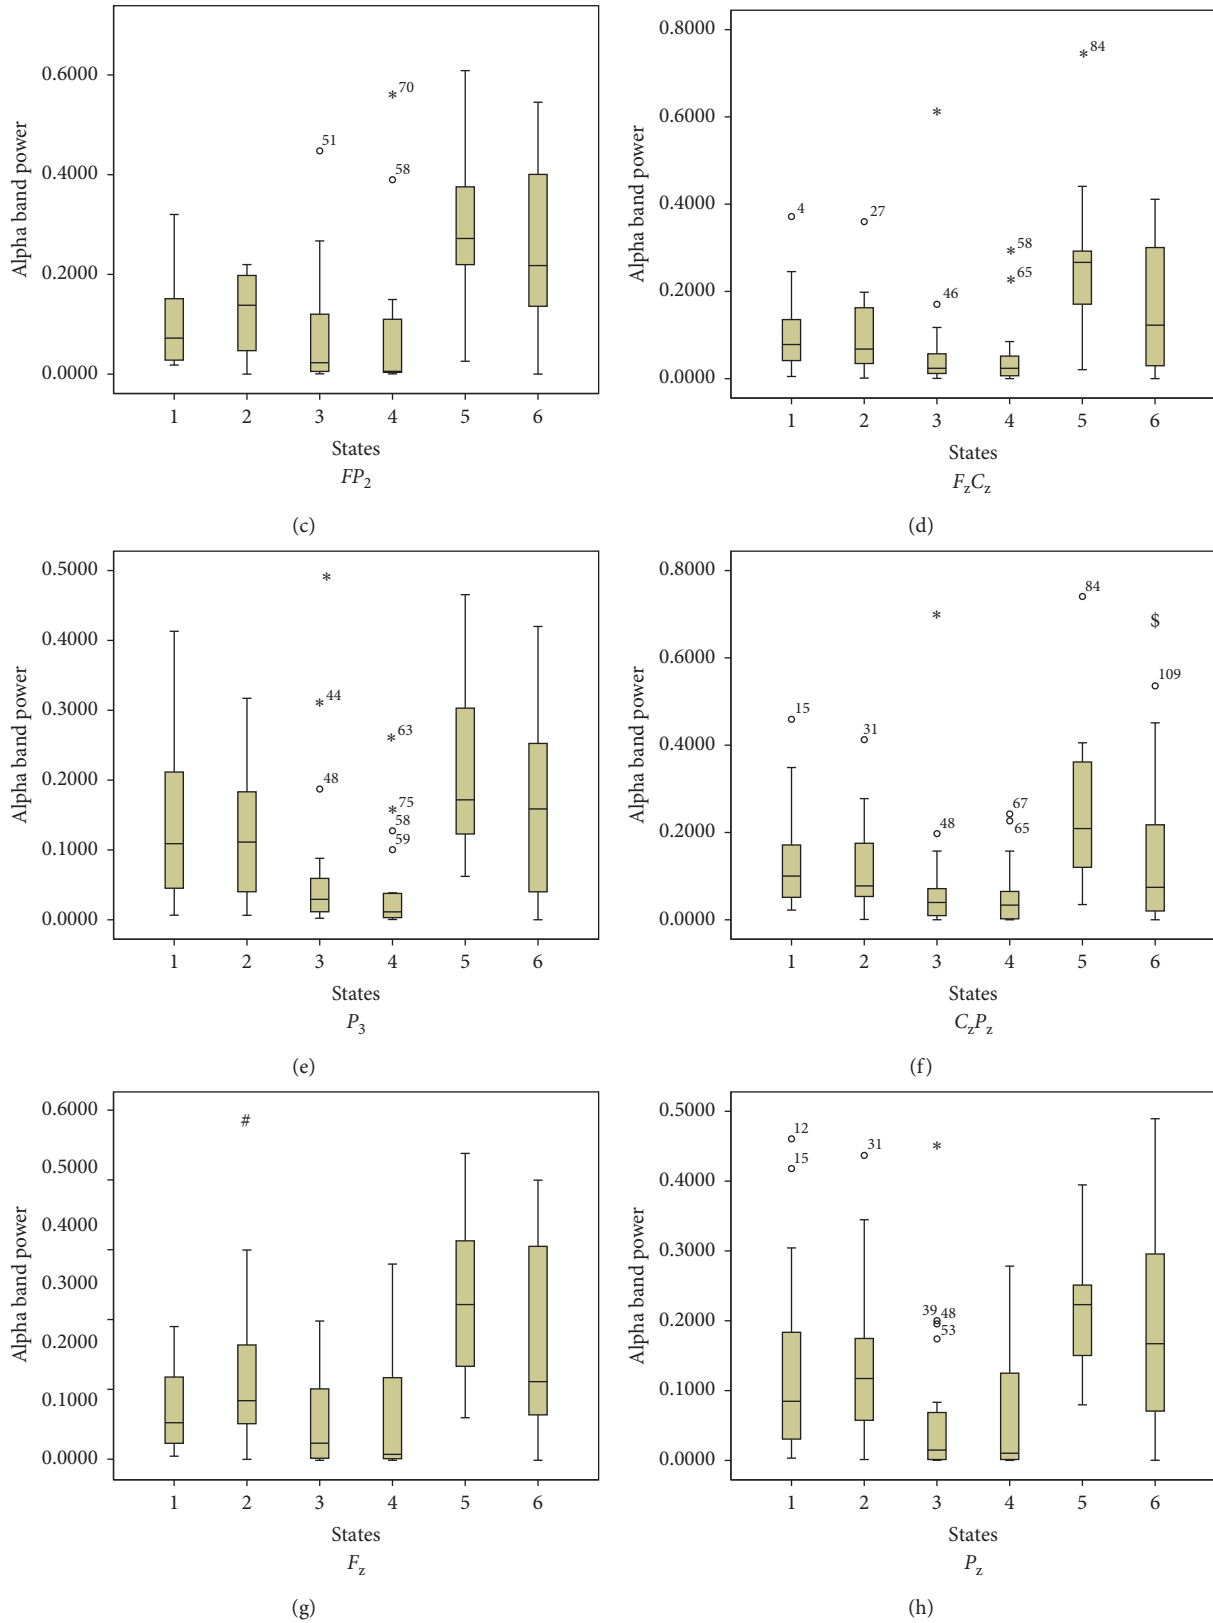 0.6000
0.4000
0.2000
0.0000
Alpha band power
51
* 70
58
1 2 3 4 5 6
States
FP2
(c)
0.8000
0.6000
0.4000
0.2000
0.0000
Alpha band power
4
27
*
46
* 58
* 65
* 84
1 2 3 4 5 6
States
FzCz
(d)
0.5000
0.4000
0.3000
0.2000
0.1000
0.0000
Alpha band power
*
* 44
48
* 63
* 75
58
59
1 2 3 4 5 6
States
P3
(e)
0.8000
0.6000
0.4000
0.2000
0.0000
Alpha band power
15
31
*
48
67
65
84
$
109
1 2 3 4 5 6
States
CzPz
(f)
0.6000
0.5000
0.4000
0.3000
0.2000
0.1000
0.0000
Alpha band power
#
1 2 3 4 5 6
States
Fz
(g)
0.5000
0.4000
0.3000
0.2000
0.1000
0.0000
Alpha band power
12
15
31
*
39 48
53
1 2 3 4 5 6
States
Pz
(h)